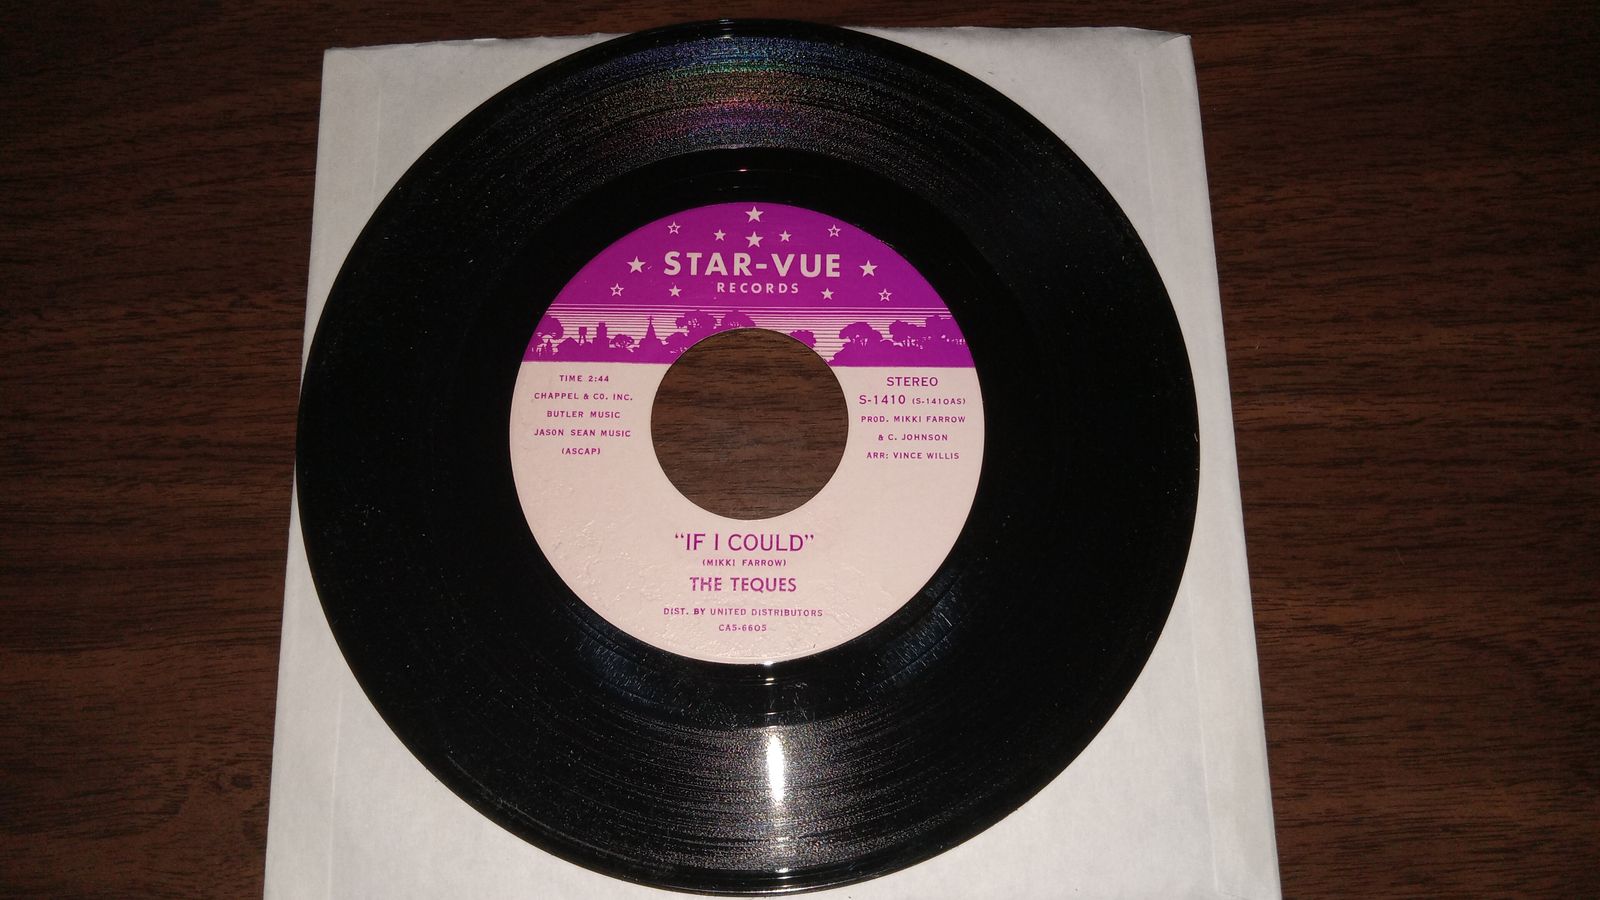 STAR-VUE
RECORDS
TIME 2:44
CHAPPEL & CO. INC.
BUTLER MUSIC
JASON SEAN MUSIC
(ASCAP)
STEREO
S-1410 (S-1410AS)
PROD. MIKKI FARROW
& C. JOHNSON
ARR: VINCE WILLIS
"IF I COULD"
(MIKKI FARROW)
THE TEQUES
DIST. BY UNITED DISTRIBUTORS
CA5-6605